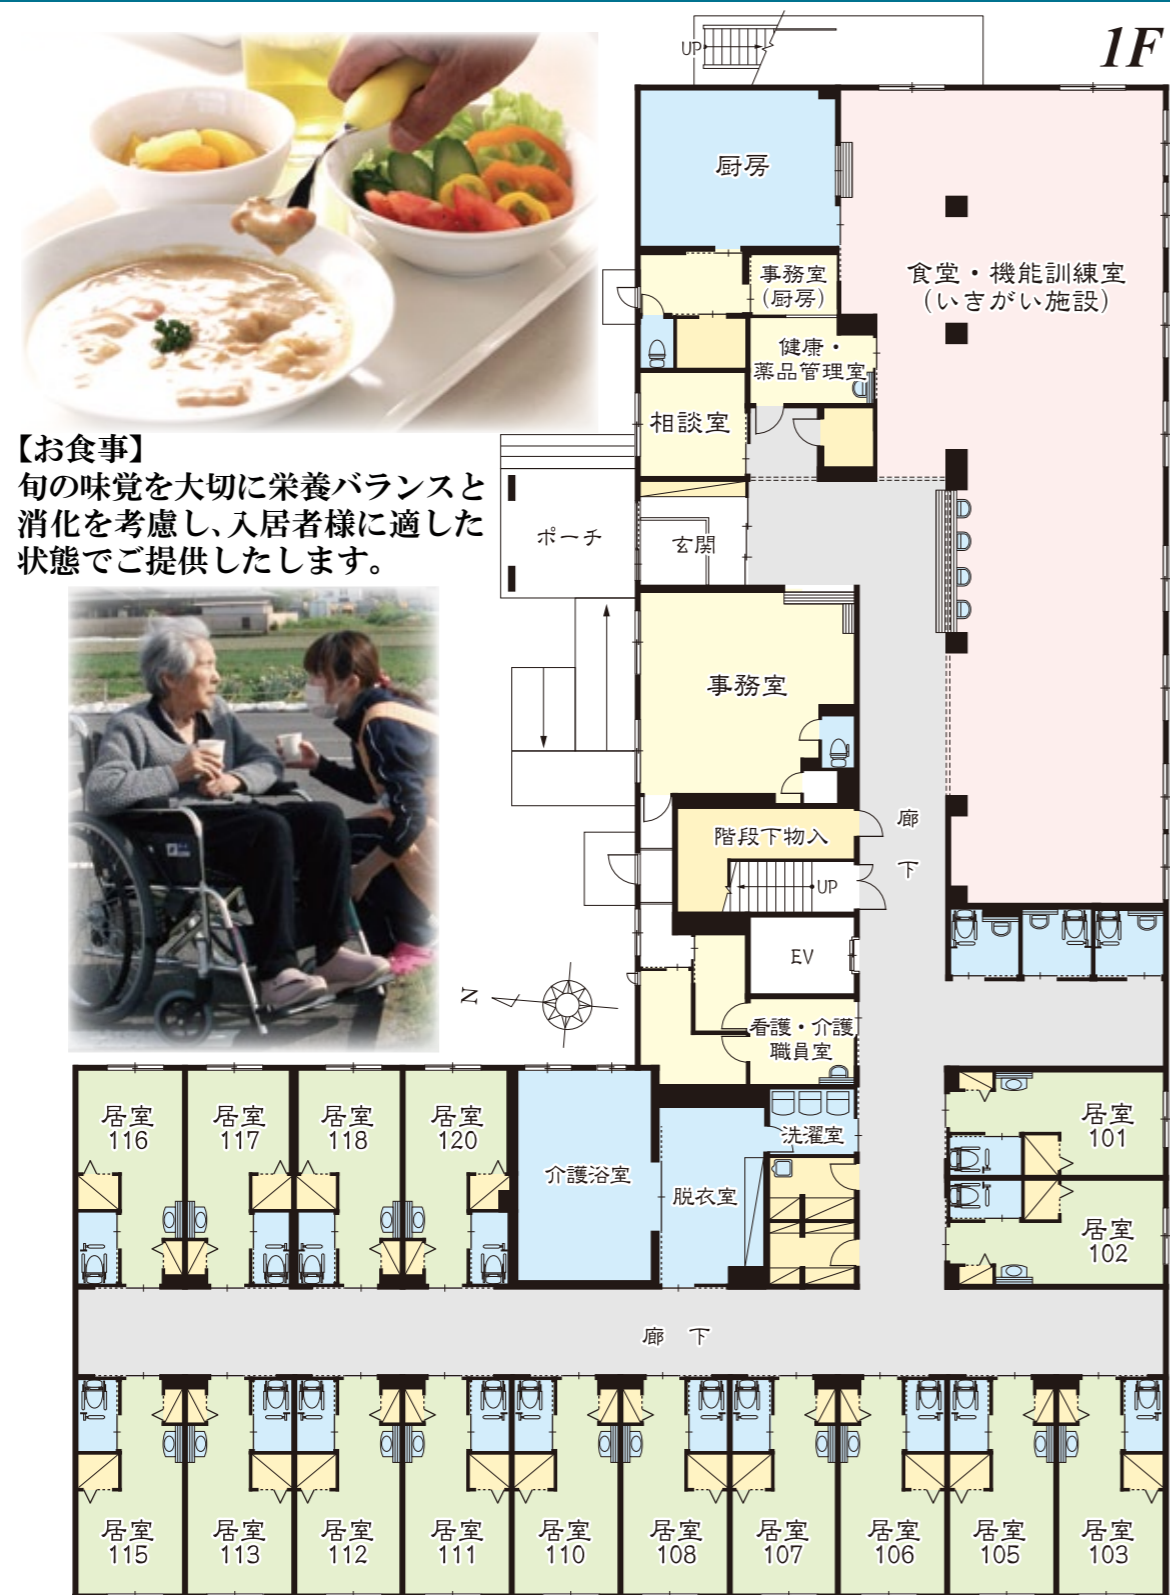 1F
UP
厨房
食堂・機能訓練室
(いきがい施設)
事務室
(厨房)
健康・
薬品管理室
相談室
【お食事】
旬の味覚を大切に栄養バランスと
消化を考慮し、入居者様に適した
状態でご提供したします。
ポーチ
玄関
事務室
廊下
階段下物入
UP
EV
N
看護・介護
職員室
居室
116
居室
117
居室
118
居室
120
介護浴室
脱衣室
洗濯室
居室
101
居室
102
廊 下
居室
115
居室
113
居室
112
居室
111
居室
110
居室
108
居室
107
居室
106
居室
105
居室
103